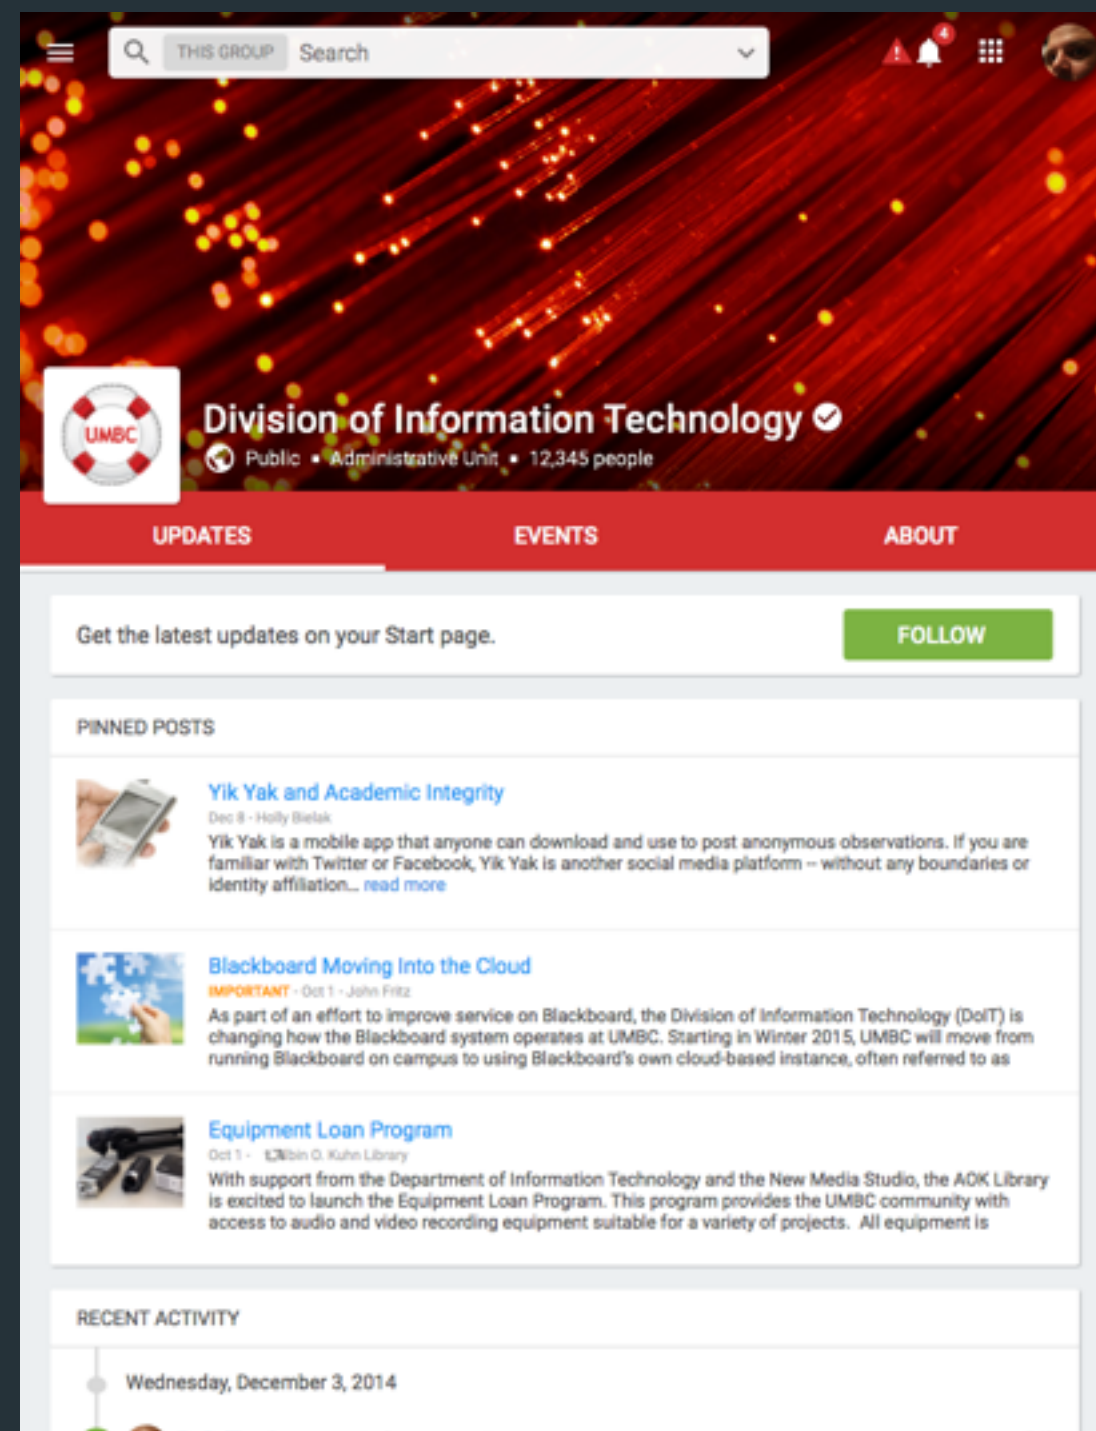 THIS GROUP Search
4
UMBC
Division of Information Technology
Public • Administrative Unit • 12,345 people
UPDATES EVENTS ABOUT
Get the latest updates on your Start page. FOLLOW
PINNED POSTS
Yik Yak and Academic Integrity
Dec 8 - Holly Bielak
Yik Yak is a mobile app that anyone can download and use to post anonymous observations. If you are
familiar with Twitter or Facebook, Yik Yak is another social media platform -- without any boundaries or
identity affiliation... read more
Blackboard Moving Into the Cloud
IMPORTANT - Oct 1 - John Fritz
As part of an effort to improve service on Blackboard, the Division of Information Technology (DoIT) is
changing how the Blackboard system operates at UMBC. Starting in Winter 2015, UMBC will move from
running Blackboard on campus to using Blackboard's own cloud-based instance, often referred to as
Equipment Loan Program
Oct 1 - O. Kuhn Library
With support from the Department of Information Technology and the New Media Studio, the AOK Library
is excited to launch the Equipment Loan Program. This program provides the UMBC community with
access to audio and video recording equipment suitable for a variety of projects. All equipment is
RECENT ACTIVITY
Wednesday, December 3, 2014